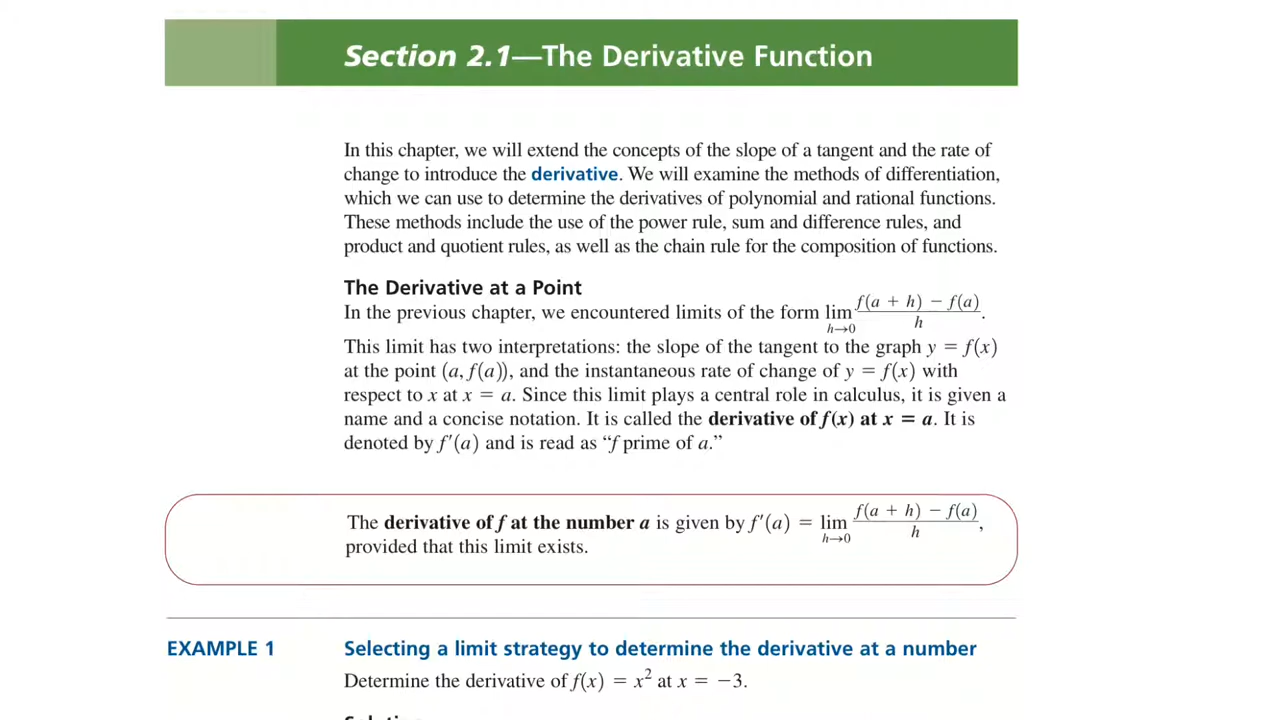 Section 2.1—The Derivative Function
In this chapter, we will extend the concepts of the slope of a tangent and the rate of
change to introduce the derivative. We will examine the methods of differentiation,
which we can use to determine the derivatives of polynomial and rational functions.
These methods include the use of the power rule, sum and difference rules, and
product and quotient rules, as well as the chain rule for the composition of functions.
The Derivative at a Point
In the previous chapter, we encountered limits of the form lim h→0 f(a + h) − f(a) / h.
This limit has two interpretations: the slope of the tangent to the graph y = f(x)
at the point (a, f(a)), and the instantaneous rate of change of y = f(x) with
respect to x at x = a. Since this limit plays a central role in calculus, it is given a
name and a concise notation. It is called the derivative of f(x) at x = a. It is
denoted by f′(a) and is read as “f prime of a.”
The derivative of f at the number a is given by f′(a) = lim h→0 f(a + h) − f(a) / h,
provided that this limit exists.
EXAMPLE 1 Selecting a limit strategy to determine the derivative at a number
Determine the derivative of f(x) = x² at x = −3.